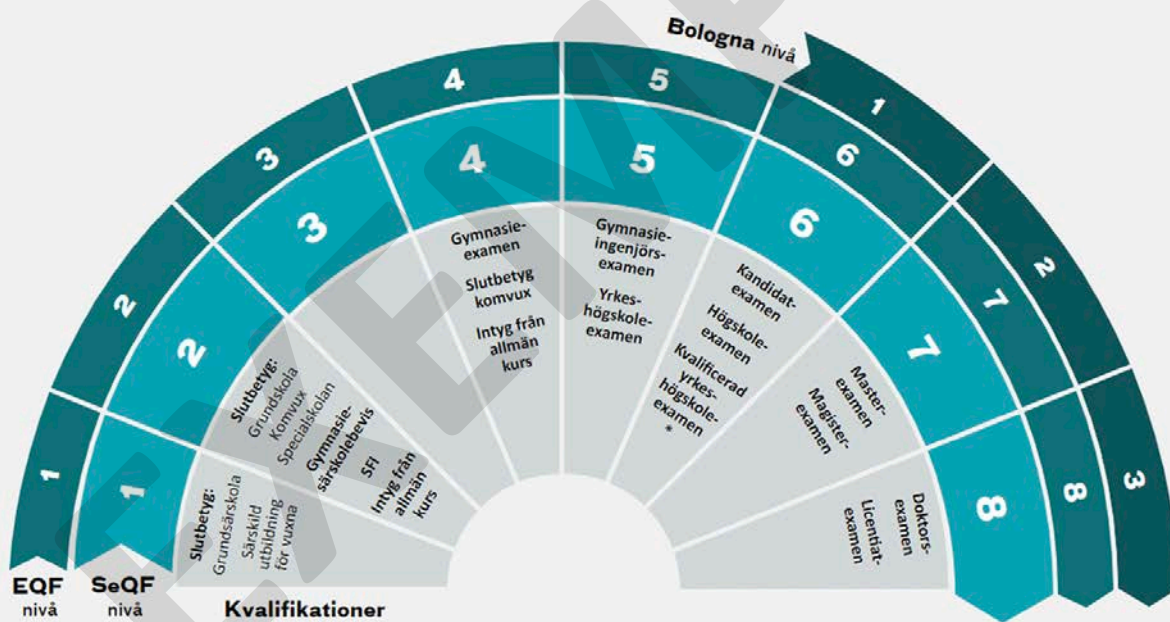 Bologna nivå
1
2
3
1
2
3
4
5
6
7
8
1
2
3
4
5
6
7
8
Slutbetyg:
Grundsärskola
Särskild
utbildning
för vuxna
Slutbetyg:
Grundskola
Komvux
Specialskolan
Gymnasie-
särskolebevis
SFI
Intyg från
allmän
kurs
Gymnasie-
examen
Slutbetyg
komvux
Intyg från
allmän
kurs
Gymnasie-
ingenjörs-
examen
Yrkes-
högskole-
examen
Kandidat-
examen
Högskole-
examen
Kvalificerad
yrkes-
högskole-
examen
*
Master-
examen
Magister-
examen
Doktors-
examen
Licentiat-
examen
EQF
nivå
SeQF
nivå
Kvalifikationer
EXEMP